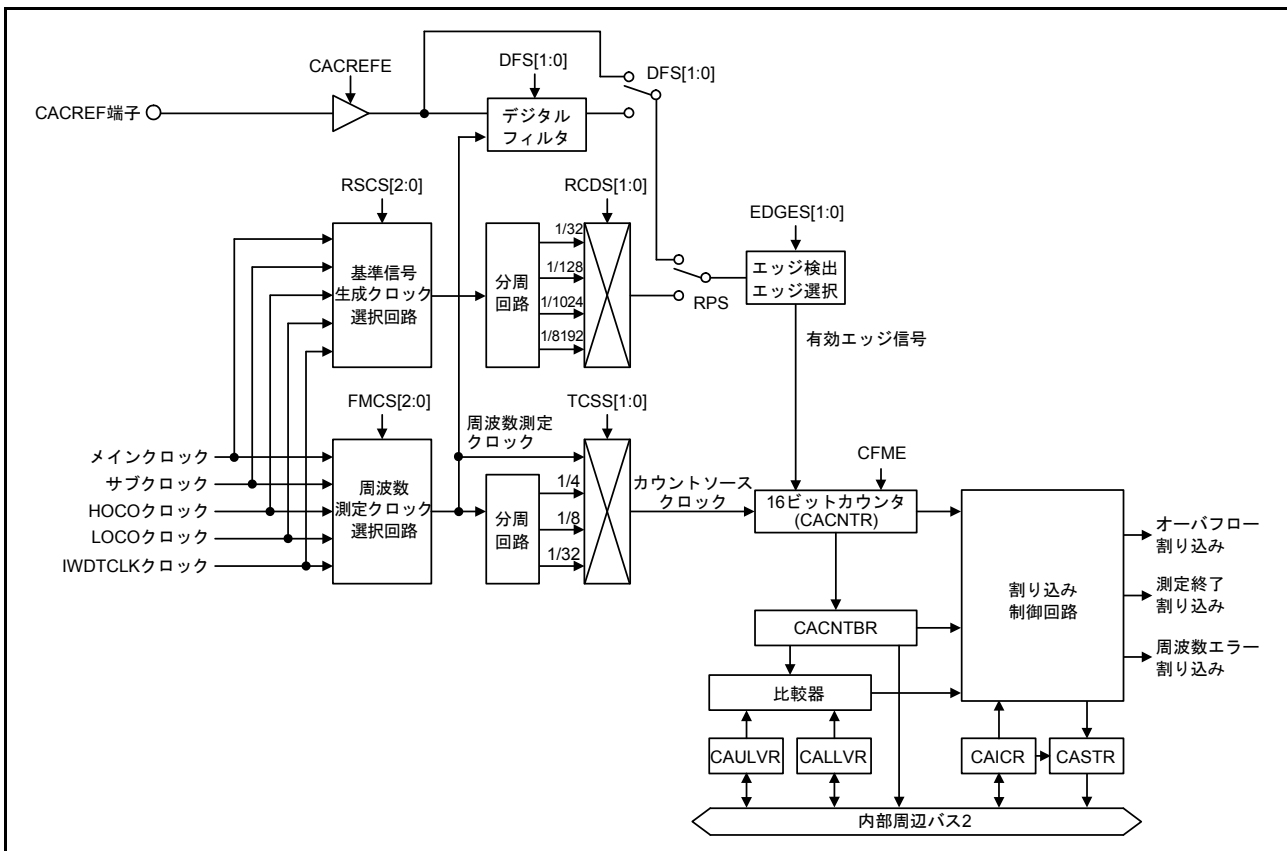 CACREFE
DFS[1:0]
DFS[1:0]
CACREF端子
デジタル
フィルタ
RSCS[2:0]
RCDS[1:0]
EDGES[1:0]
基準信号
生成クロック
選択回路
分周
回路
1/32
1/128
1/1024
1/8192
RPS
エッジ検出
エッジ選択
有効エッジ信号
FMCS[2:0]
周波数測定
クロック
TCSS[1:0]
メインクロック
サブクロック
HOCOクロック
LOCOクロック
IWDTCLKクロック
周波数
測定クロック
選択回路
分周
回路
1/4
1/8
1/32
カウントソース
クロック
CFME
16ビットカウンタ
(CACNTR)
CACNTBR
比較器
CAULVR
CALLVR
割り込み
制御回路
オーバフロー
割り込み
測定終了
割り込み
周波数エラー
割り込み
CAICR
CASTR
内部周辺バス2